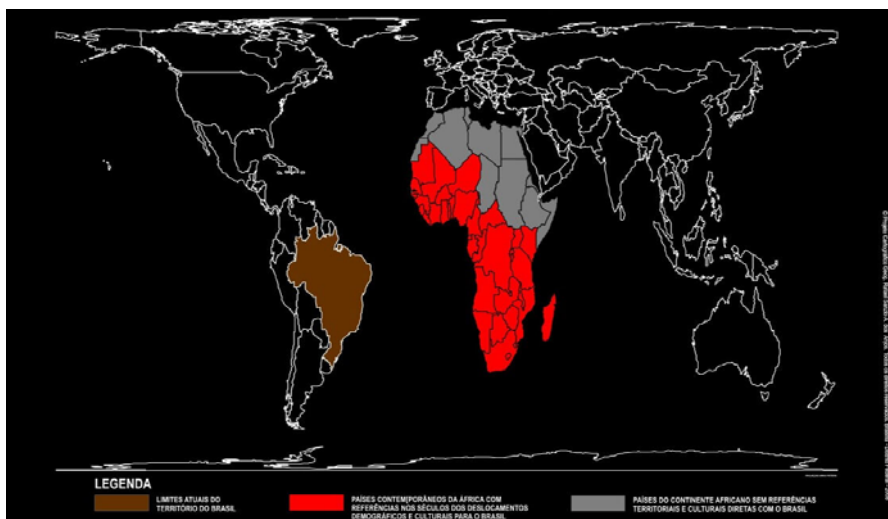 LEGENDA
LIMITES ATUAIS DO
TERRITÓRIO DO BRASIL
PAÍSES CONTEMPORÂNEOS DA ÁFRICA COM
REFERÊNCIAS NOS SÉCULOS DOS DESLOCAMENTOS
DEMOGRÁFICOS E CULTURAIS PARA O BRASIL
PAÍSES DO CONTINENTE AFRICANO SEM REFERÊNCIAS
TERRITORIAIS E CULTURAIS DIRETAS COM O BRASIL